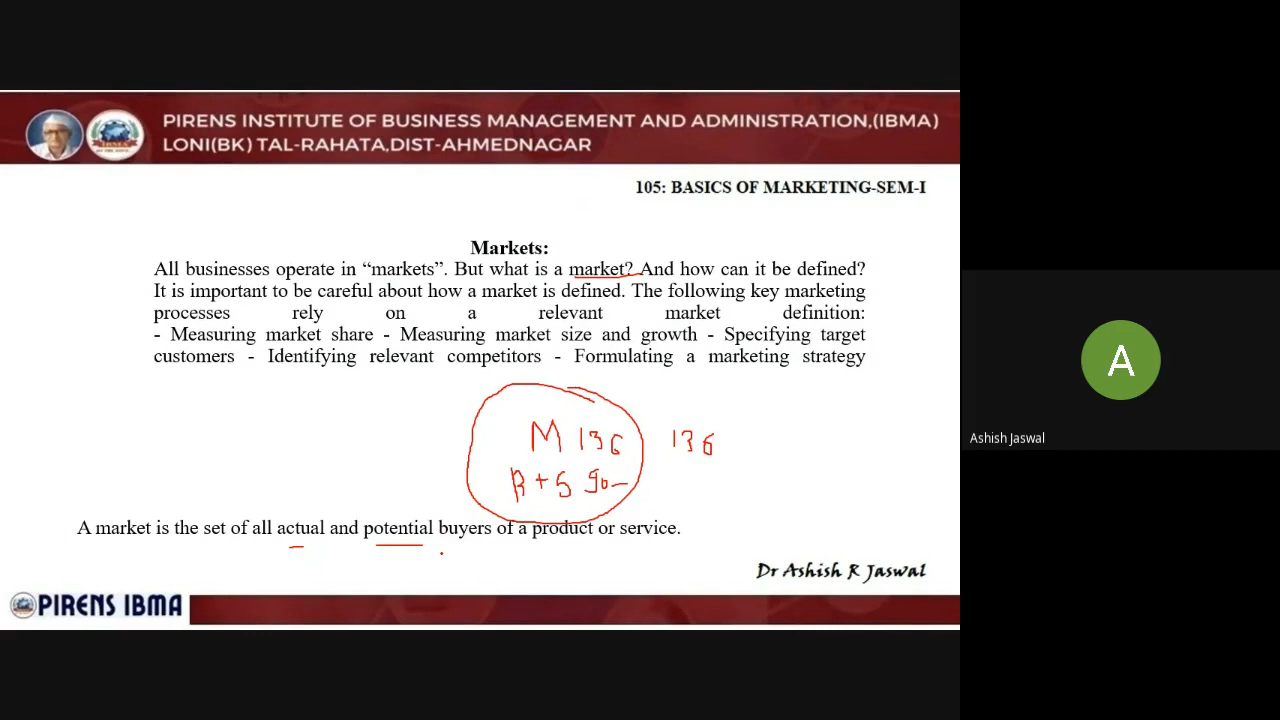 PIRENS INSTITUTE OF BUSINESS MANAGEMENT AND ADMINISTRATION,(IBMA)
LONI(BK) TAL-RAHATA,DIST-AHMEDNAGAR
105: BASICS OF MARKETING-SEM-I
Markets:
All businesses operate in “markets”. But what is a market? And how can it be defined?
It is important to be careful about how a market is defined. The following key marketing
processes rely on a relevant market definition:
- Measuring market share - Measuring market size and growth - Specifying target
customers - Identifying relevant competitors - Formulating a marketing strategy
M 136 136
B + S
A market is the set of all actual and potential buyers of a product or service.
Dr Ashish R Jaswal
PIRENS IBMA
A
Ashish Jaswal